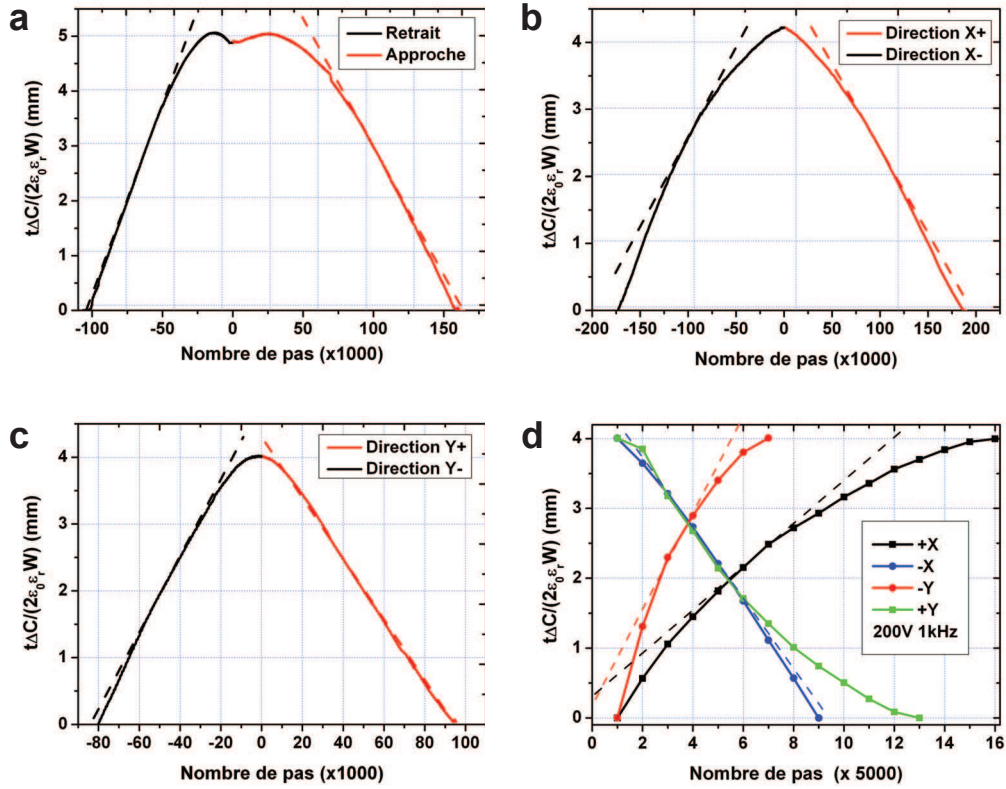 a
Retrait
Approche
tΔC/(2ε₀εᵣW) (mm)
5
4
3
2
1
0
-100 -50 0 50 100 150
Nombre de pas (x1000)
b
Direction X+
Direction X-
tΔC/(2ε₀εᵣW) (mm)
4
3
2
1
0
-200 -150 -100 -50 0 50 100 150 200
Nombre de pas (x1000)
c
Direction Y+
Direction Y-
tΔC/(2ε₀εᵣW) (mm)
4
3
2
1
0
-80 -60 -40 -20 0 20 40 60 80 100
Nombre de pas (x1000)
d
+X
-X
-Y
+Y
200V 1kHz
tΔC/(2ε₀εᵣW) (mm)
4
3
2
1
0
0 2 4 6 8 10 12 14 16
Nombre de pas (x 5000)